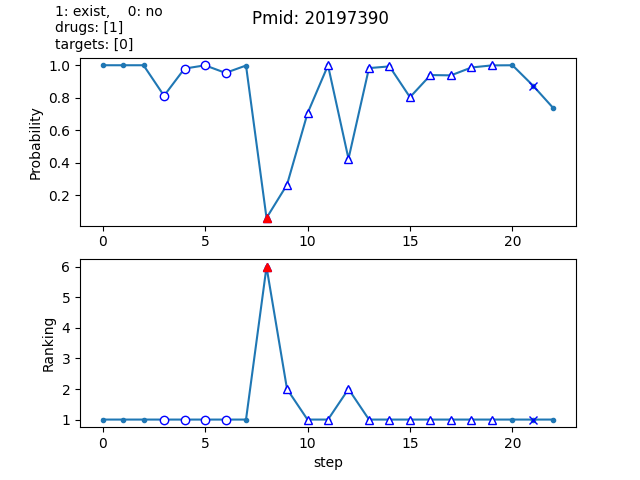 1: exist,    0: no
Pmid: 20197390
drugs: [1]
targets: [0]
1.0
0.8
0.6
0.4
0.2
Probability
0 5 10 15 20
6
5
4
3
2
1
Ranking
0 5 10 15 20
step